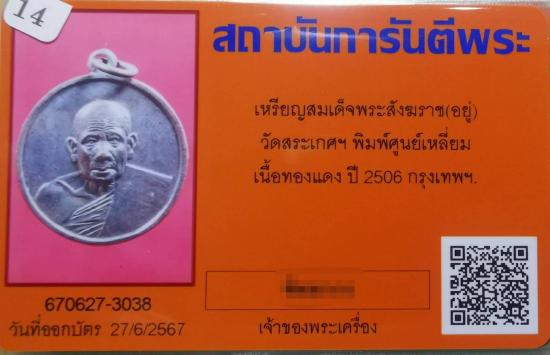 14
สถาบันการันตีพระ
เหรียญสมเด็จพระสังฆราช(อยู่)
วัดสระเกศฯ พิมพ์ศูนย์เหลี่ยม
เนื้อทองแดง ปี 2506 กรุงเทพฯ.
670627-3038
วันที่ออกบัตร 27/6/2567
เจ้าของพระเครื่อง